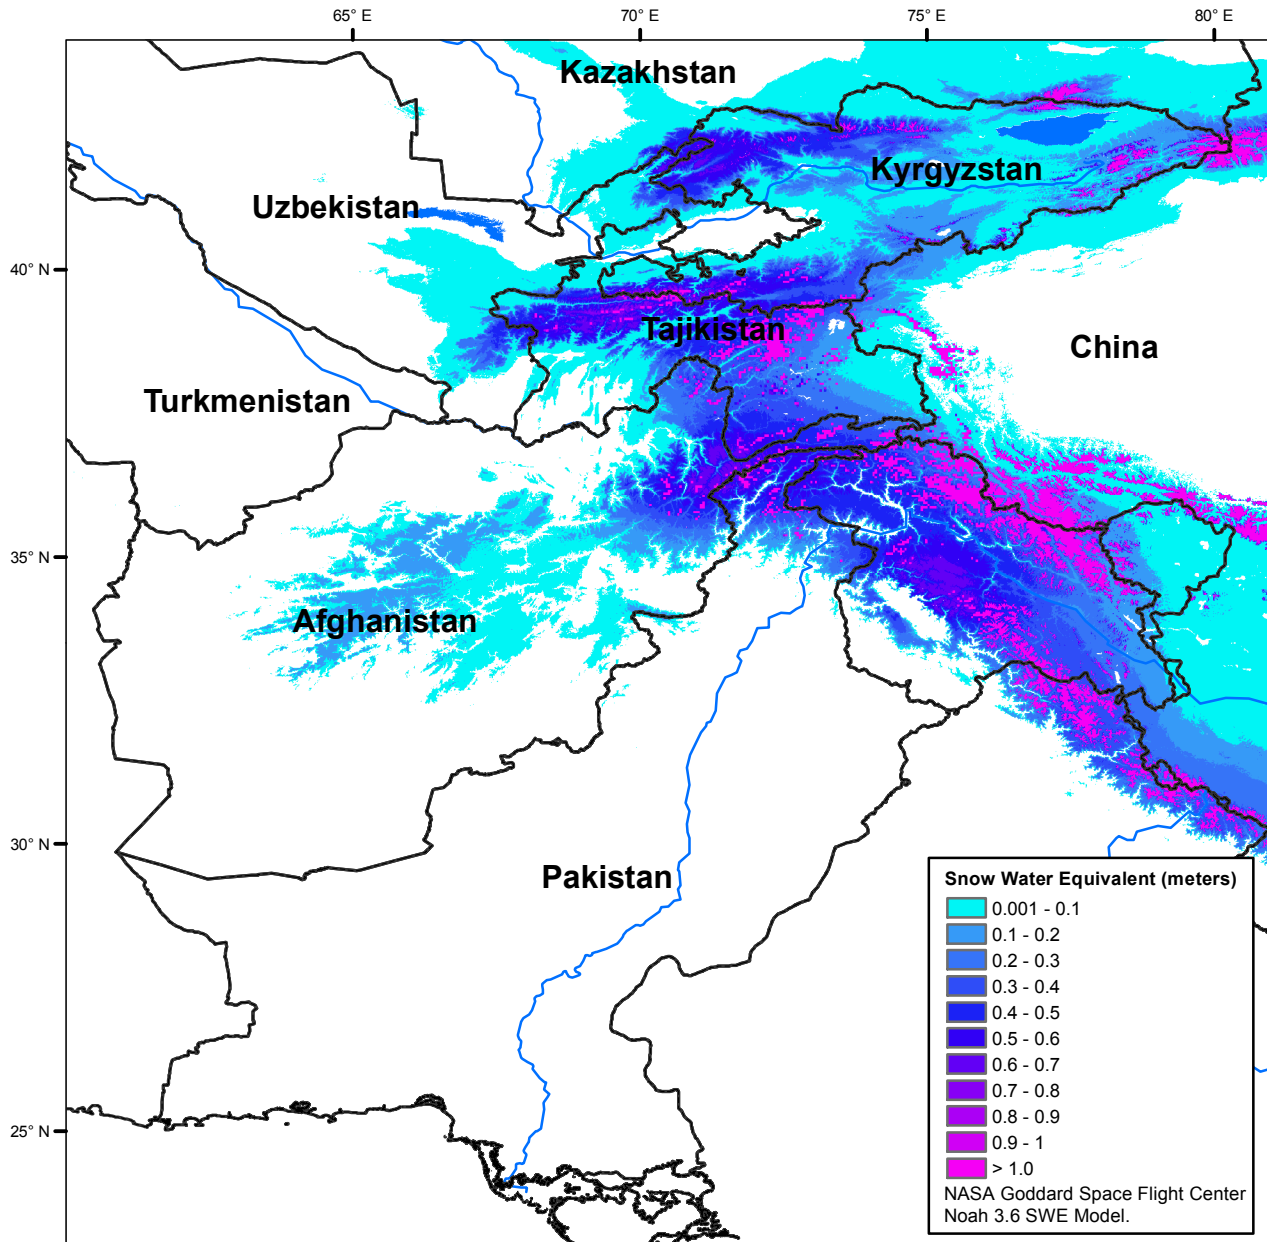 65° E
70° E
75° E
80° E
Kazakhstan
Kyrgyzstan
Uzbekistan
40° N
Tajikistan
China
Turkmenistan
35° N
Afghanistan
30° N
Pakistan
25° N
Snow Water Equivalent (meters)
0.001 - 0.1
0.1 - 0.2
0.2 - 0.3
0.3 - 0.4
0.4 - 0.5
0.5 - 0.6
0.6 - 0.7
0.7 - 0.8
0.8 - 0.9
0.9 - 1
> 1.0
NASA Goddard Space Flight Center
Noah 3.6 SWE Model.